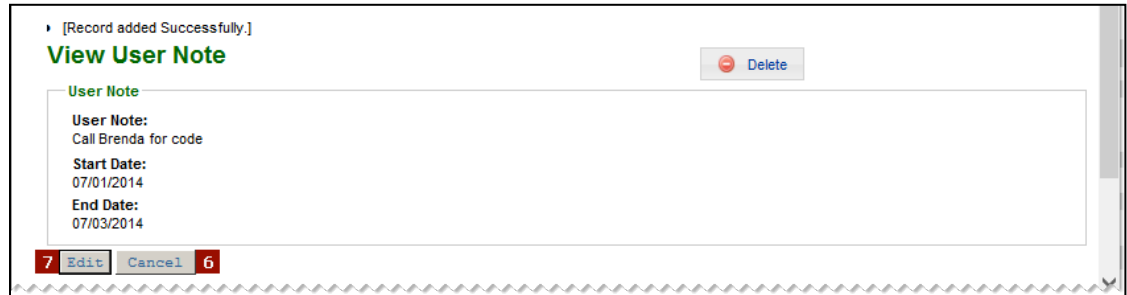 [Record added Successfully.]
View User Note
Delete
User Note
User Note:
Call Brenda for code
Start Date:
07/01/2014
End Date:
07/03/2014
7 Edit Cancel 6